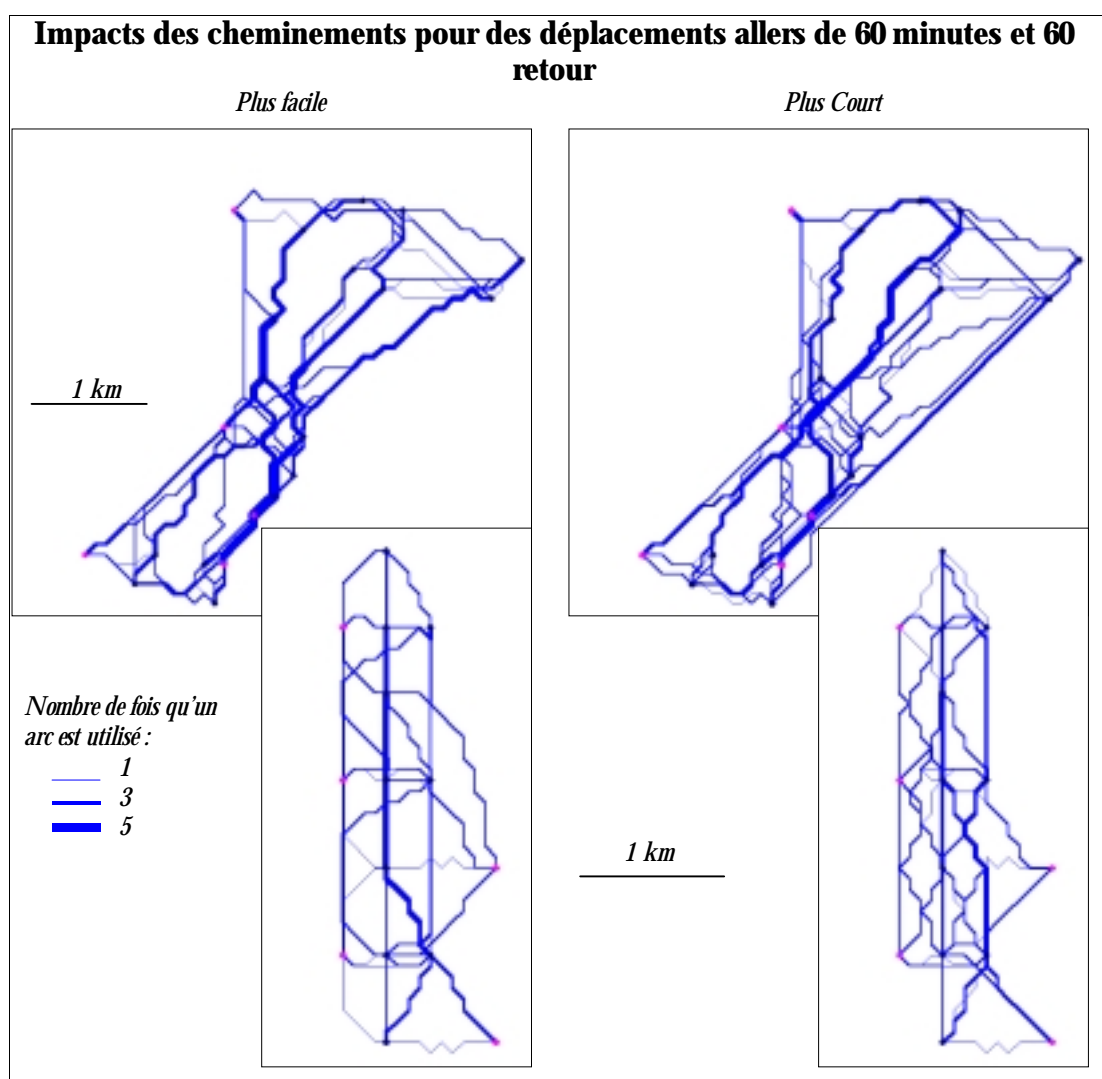 Impacts des cheminements pour des déplacements allers de 60 minutes et 60
retour
Plus facile
Plus Court
1 km
Nombre de fois qu'un
arc est utilisé :
1
3
5
1 km